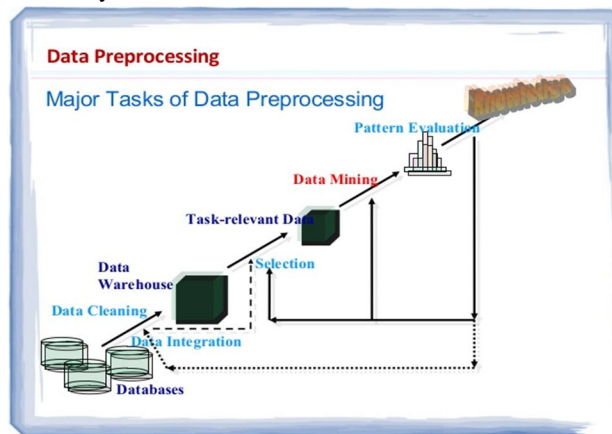 Data Preprocessing
Major Tasks of Data Preprocessing
Knowledge
Pattern Evaluation
Data Mining
Task-relevant Data
Selection
Data
Warehouse
Data Cleaning
Data Integration
Databases